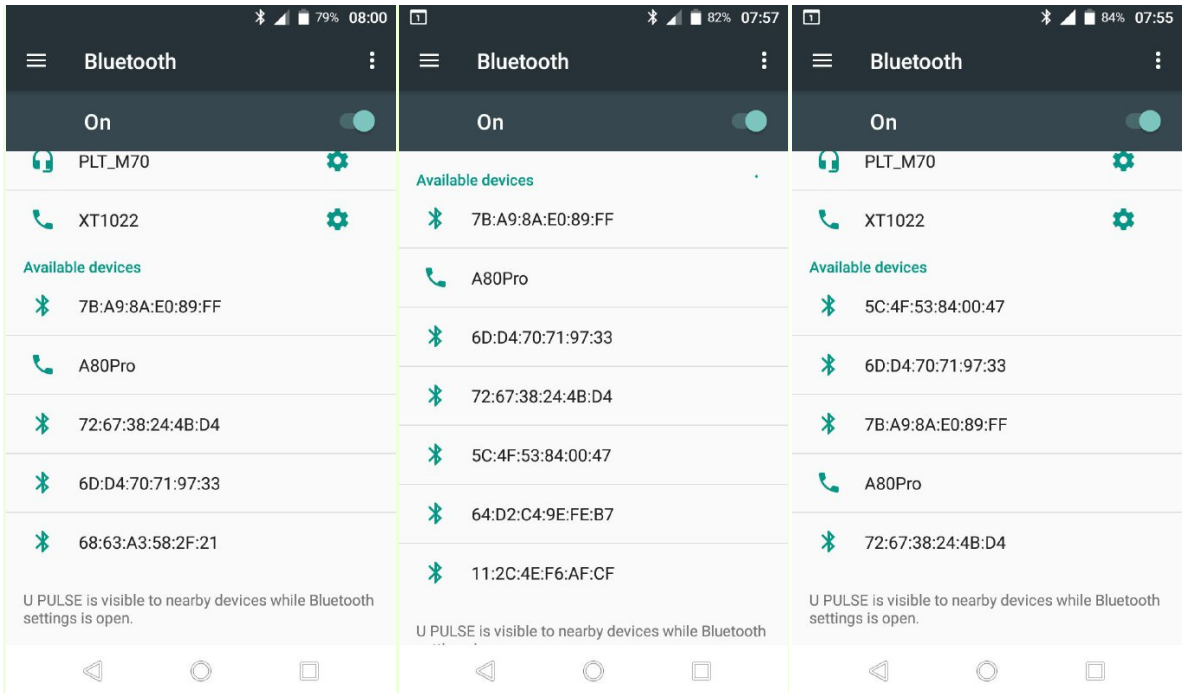 79% 08:00
Bluetooth
On
PLT_M70
XT1022
Available devices
7B:A9:8A:E0:89:FF
A80Pro
72:67:38:24:4B:D4
6D:D4:70:71:97:33
68:63:A3:58:2F:21
U PULSE is visible to nearby devices while Bluetooth
settings is open.
1 82% 07:57
Bluetooth
On
Available devices
7B:A9:8A:E0:89:FF
A80Pro
6D:D4:70:71:97:33
72:67:38:24:4B:D4
5C:4F:53:84:00:47
64:D2:C4:9E:FE:B7
11:2C:4E:F6:AF:CF
U PULSE is visible to nearby devices while Bluetooth
1 84% 07:55
Bluetooth
On
PLT_M70
XT1022
Available devices
5C:4F:53:84:00:47
6D:D4:70:71:97:33
7B:A9:8A:E0:89:FF
A80Pro
72:67:38:24:4B:D4
U PULSE is visible to nearby devices while Bluetooth
settings is open.